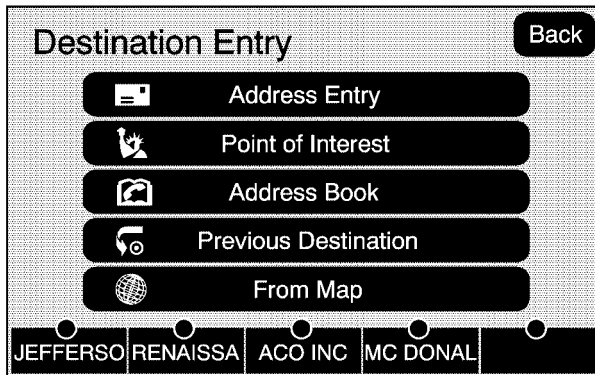 Destination Entry
Back
Address Entry
Point of Interest
Address Book
Previous Destination
From Map
JEFFERSO RENAISSA ACO INC MC DONAL